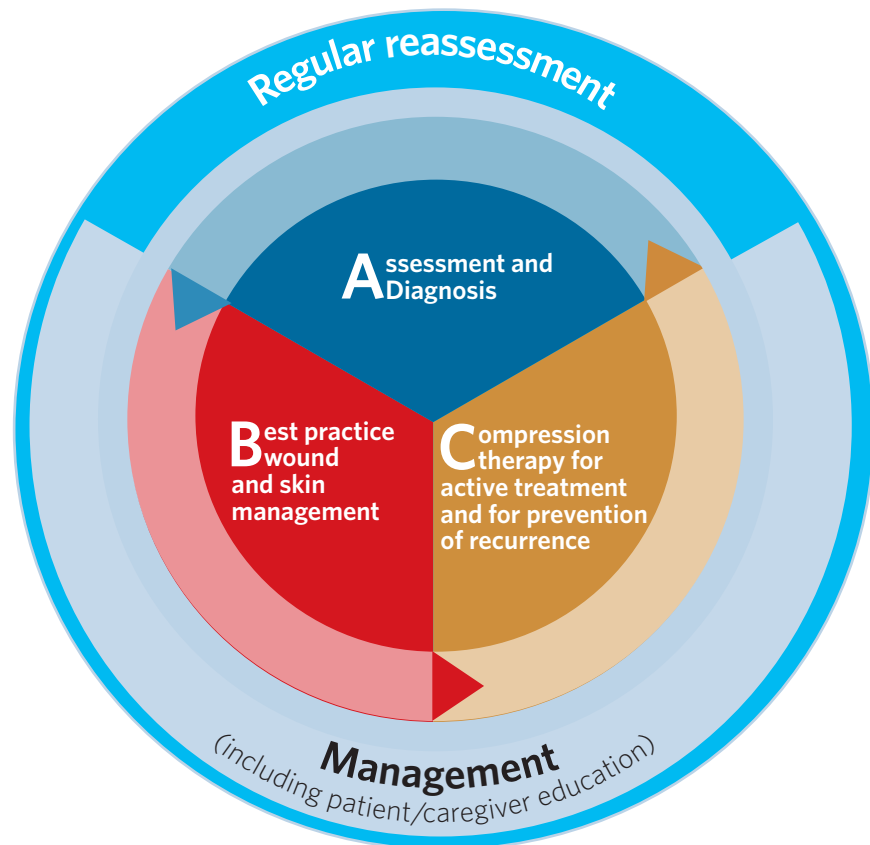 Regular reassessment
Assessment and
Diagnosis
Best practice
wound
and skin
management
Compression
therapy for
active treatment
and for prevention
of recurrence
Management
(including patient/caregiver education)